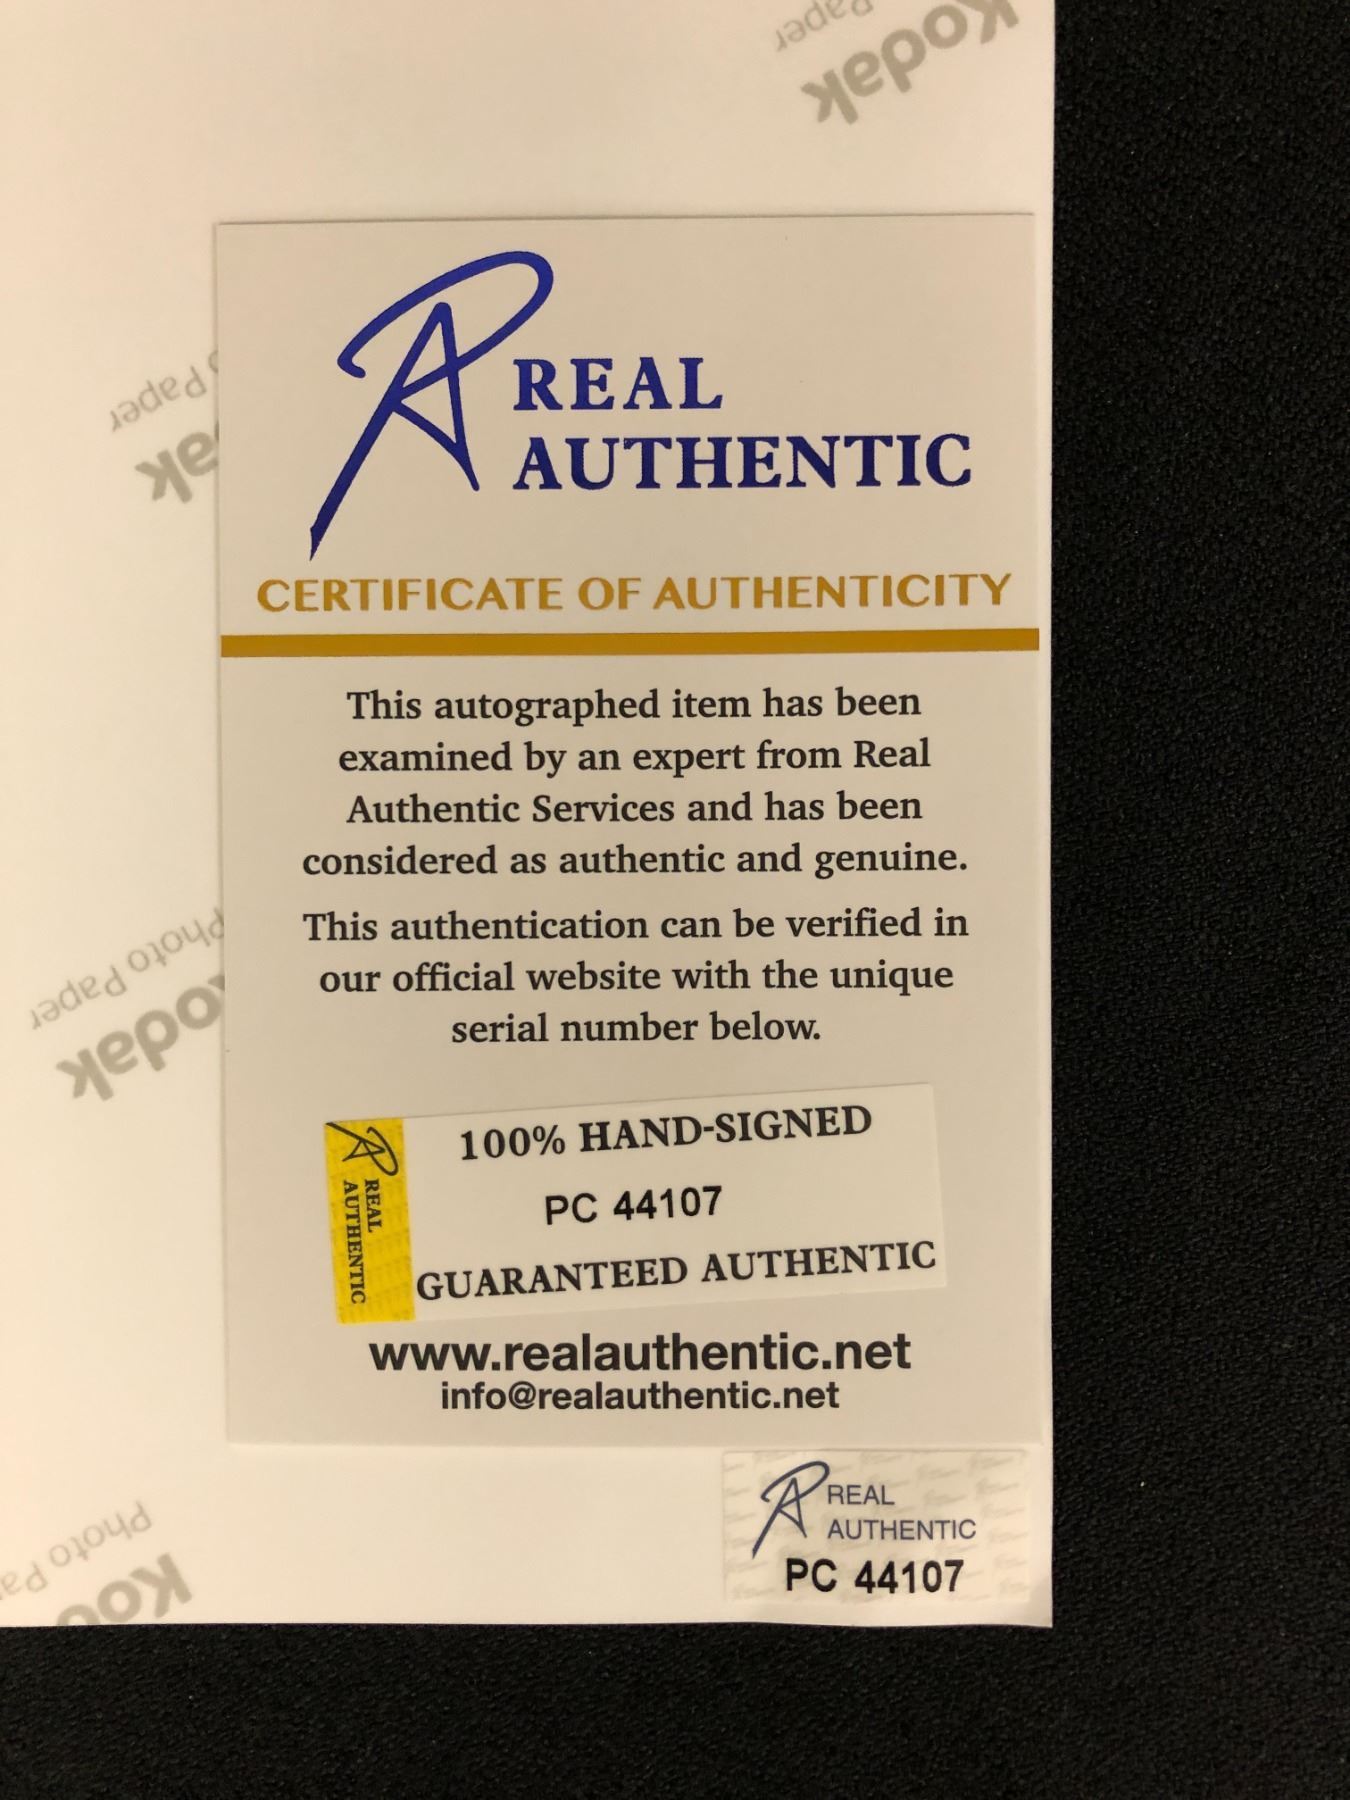 Kodak
Paper
REAL
AUTHENTIC
CERTIFICATE OF AUTHENTICITY
This autographed item has been
examined by an expert from Real
Authentic Services and has been
considered as authentic and genuine.
This authentication can be verified in
our official website with the unique
serial number below.
REAL
AUTHENTIC
100% HAND-SIGNED
PC 44107
GUARANTEED AUTHENTIC
www.realauthentic.net
info@realauthentic.net
REAL
AUTHENTIC
PC 44107
Paper
Kodak
Photo Paper
Photo